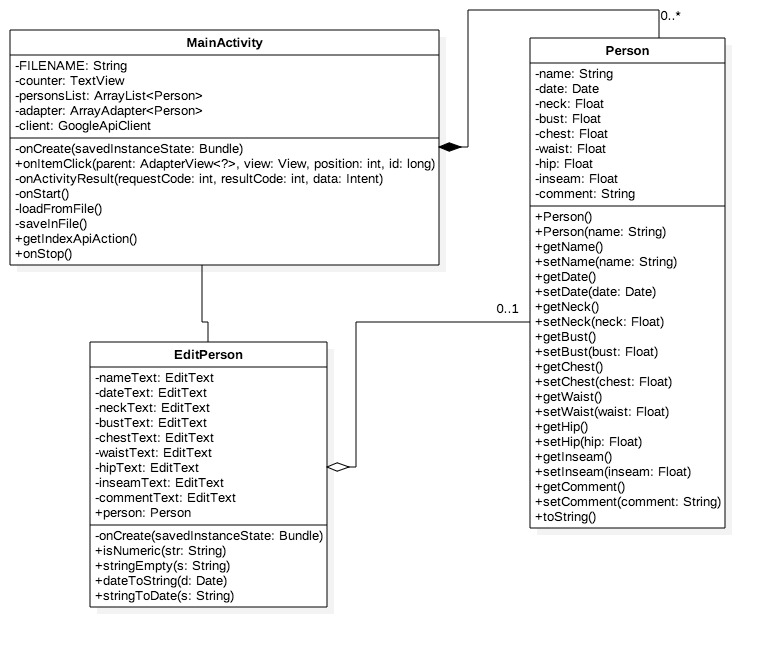 MainActivity
-FILENAME: String
-counter: TextView
-personsList: ArrayList<Person>
-adapter: ArrayAdapter<Person>
-client: GoogleApiClient
-onCreate(savedInstanceState: Bundle)
+onItemClick(parent: AdapterView<?>, view: View, position: int, id: long)
-onActivityResult(requestCode: int, resultCode: int, data: Intent)
-onStart()
-loadFromFile()
-saveInFile()
+getIndexApiAction()
+onStop()
0..*
Person
-name: String
-date: Date
-neck: Float
-bust: Float
-chest: Float
-waist: Float
-hip: Float
-inseam: Float
-comment: String
+Person()
+Person(name: String)
+getName()
+setName(name: String)
+getDate()
+setDate(date: Date)
+getNeck()
+setNeck(neck: Float)
+getBust()
+setBust(bust: Float)
+getChest()
+setChest(chest: Float)
+getWaist()
+setWaist(waist: Float)
+getHip()
+setHip(hip: Float)
+getInseam()
+setInseam(inseam: Float)
+getComment()
+setComment(comment: String)
+toString()
0..1
EditPerson
-nameText: EditText
-dateText: EditText
-neckText: EditText
-bustText: EditText
-chestText: EditText
-waistText: EditText
-hipText: EditText
-inseamText: EditText
-commentText: EditText
+person: Person
-onCreate(savedInstanceState: Bundle)
+isNumeric(str: String)
+stringEmpty(s: String)
+dateToString(d: Date)
+stringToDate(s: String)